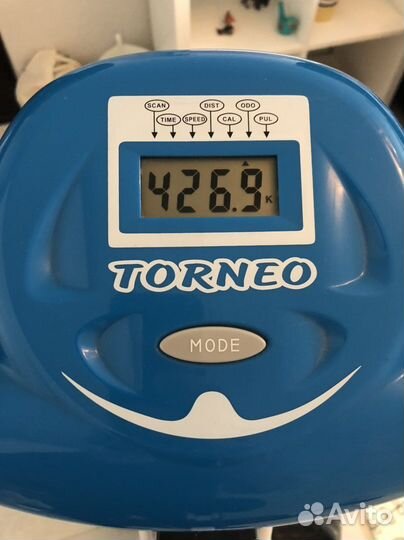 DIST ODO
SCAN TIME SPEED CAL PUL
426.9 K
TORNEO
MODE
Avito